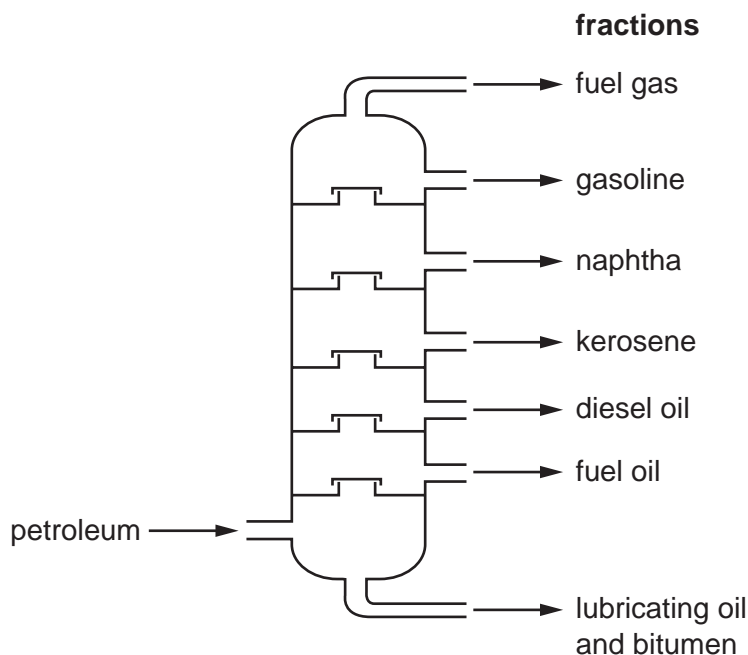 fractions
fuel gas
gasoline
naphtha
kerosene
diesel oil
fuel oil
petroleum
lubricating oil
and bitumen